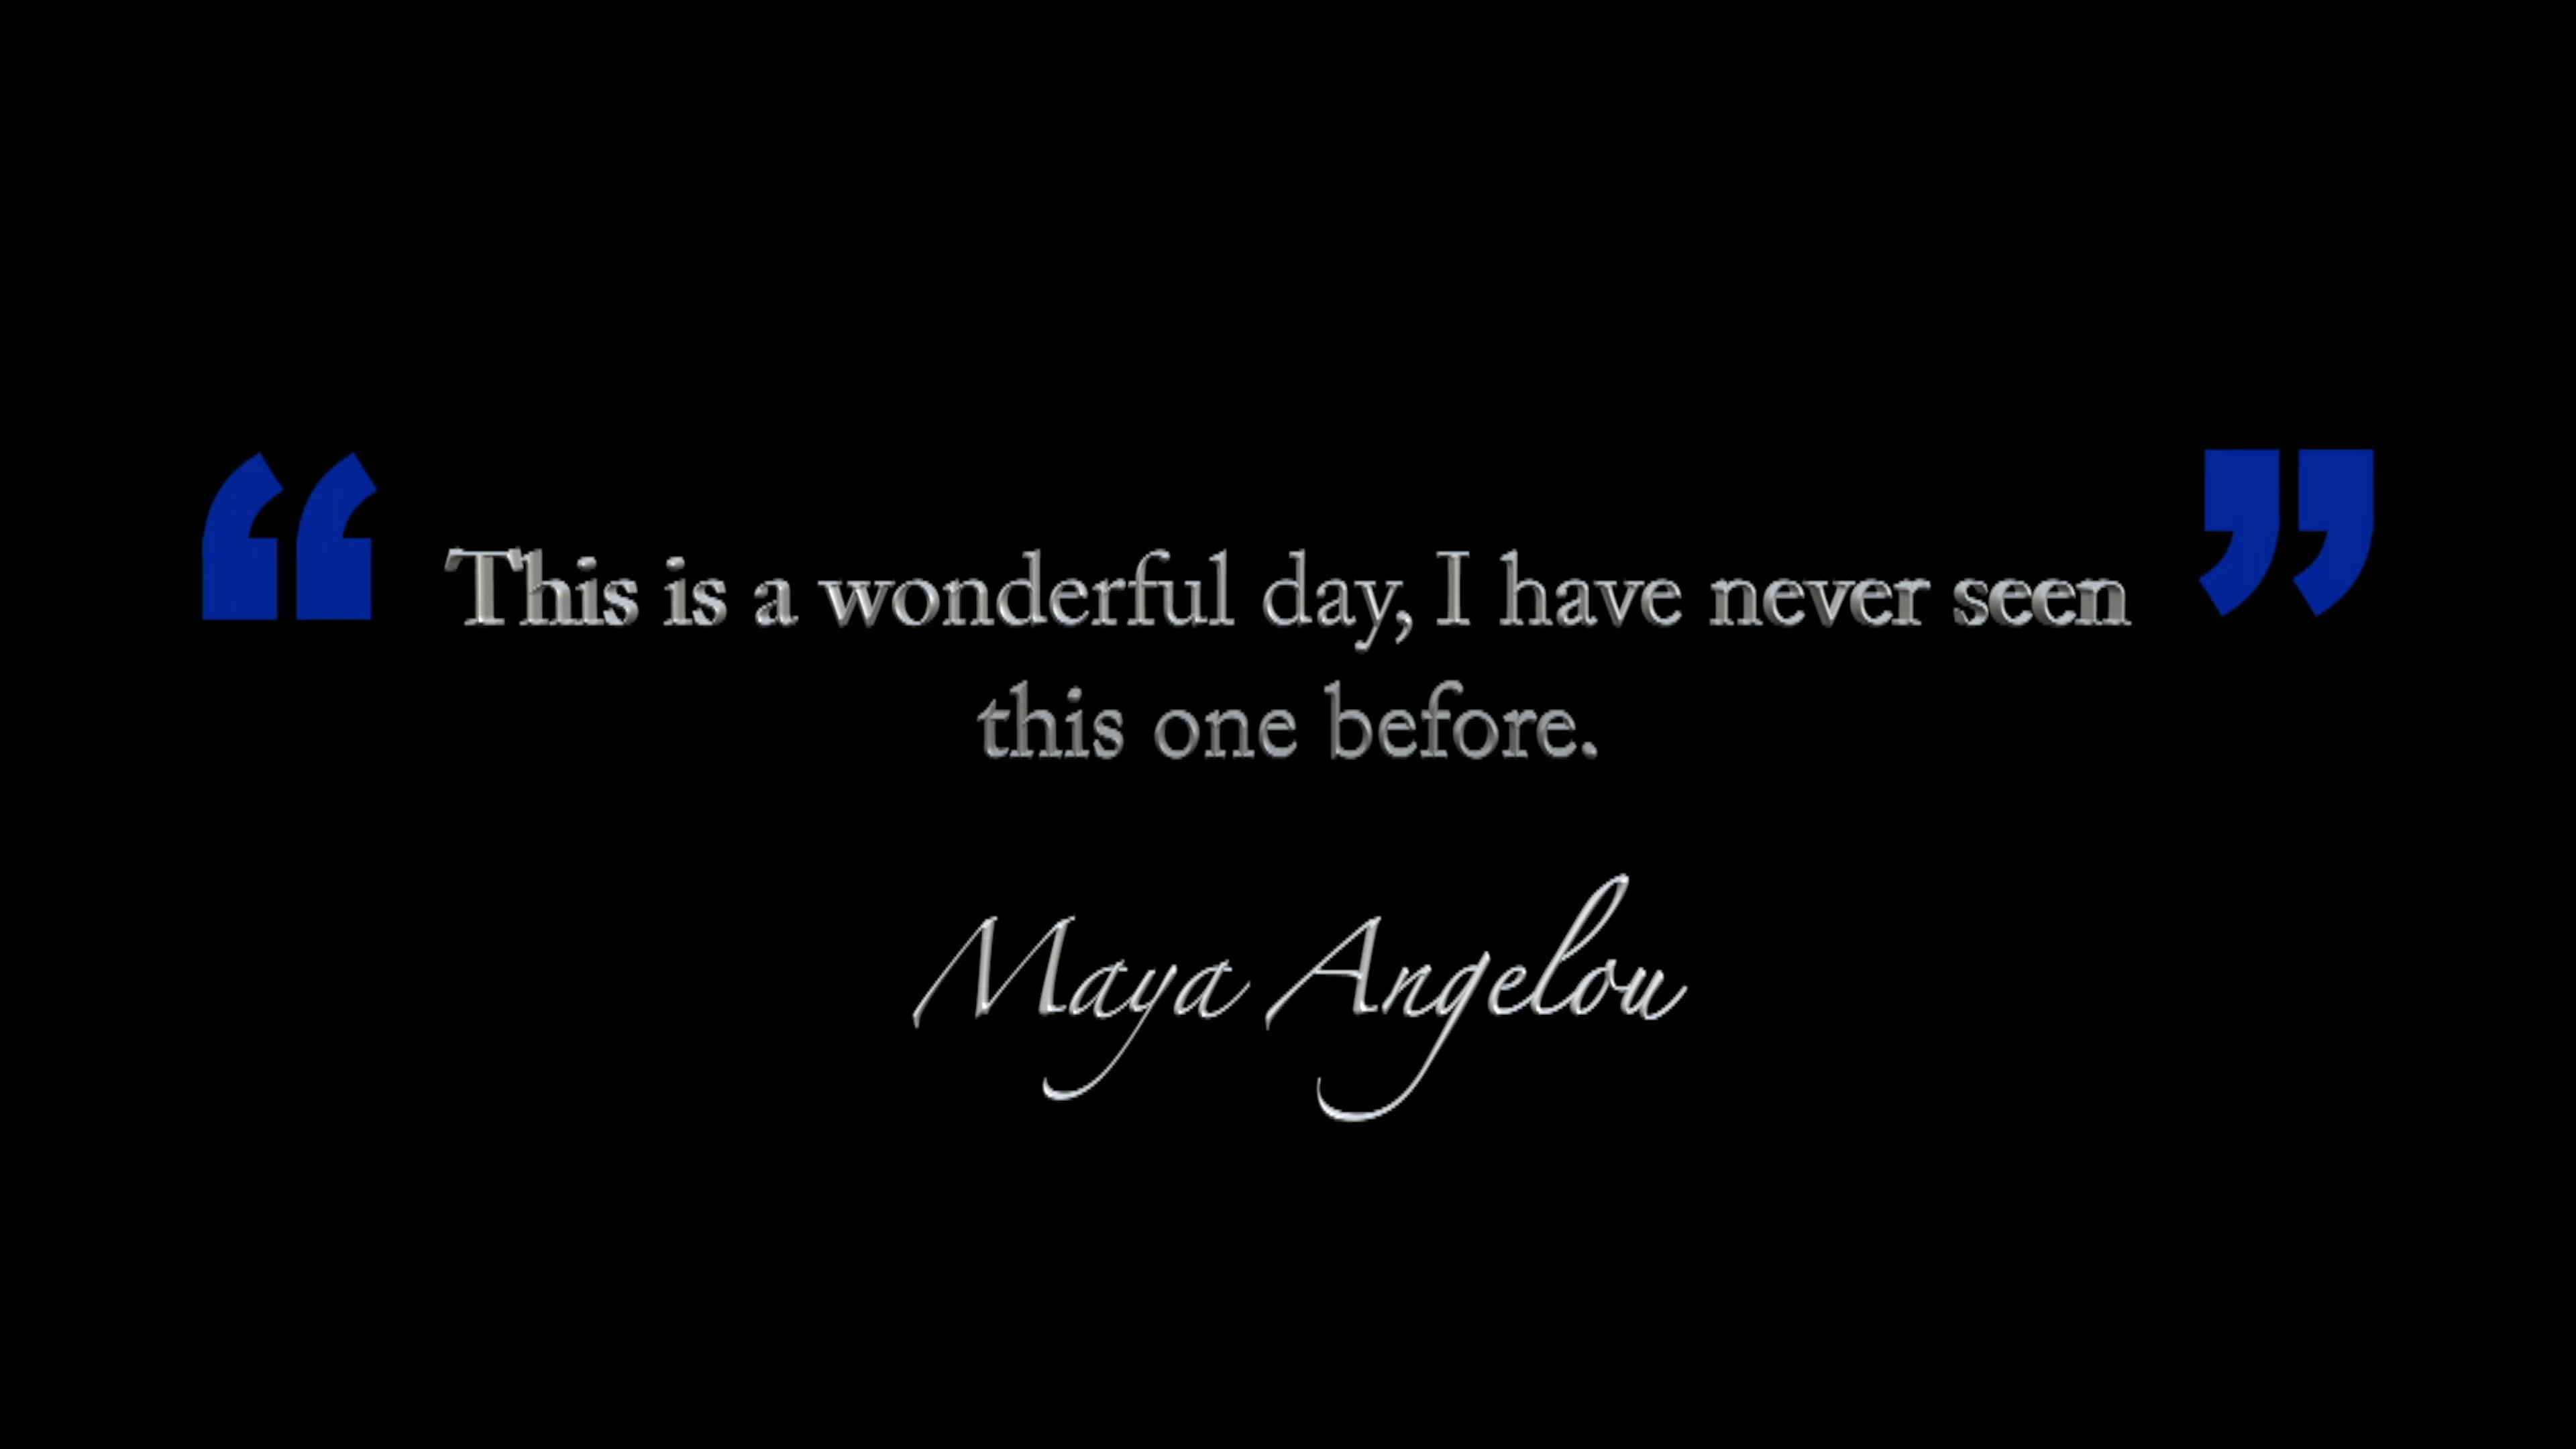 “This is a wonderful day, I have never seen”
this one before.
Maya Angelou